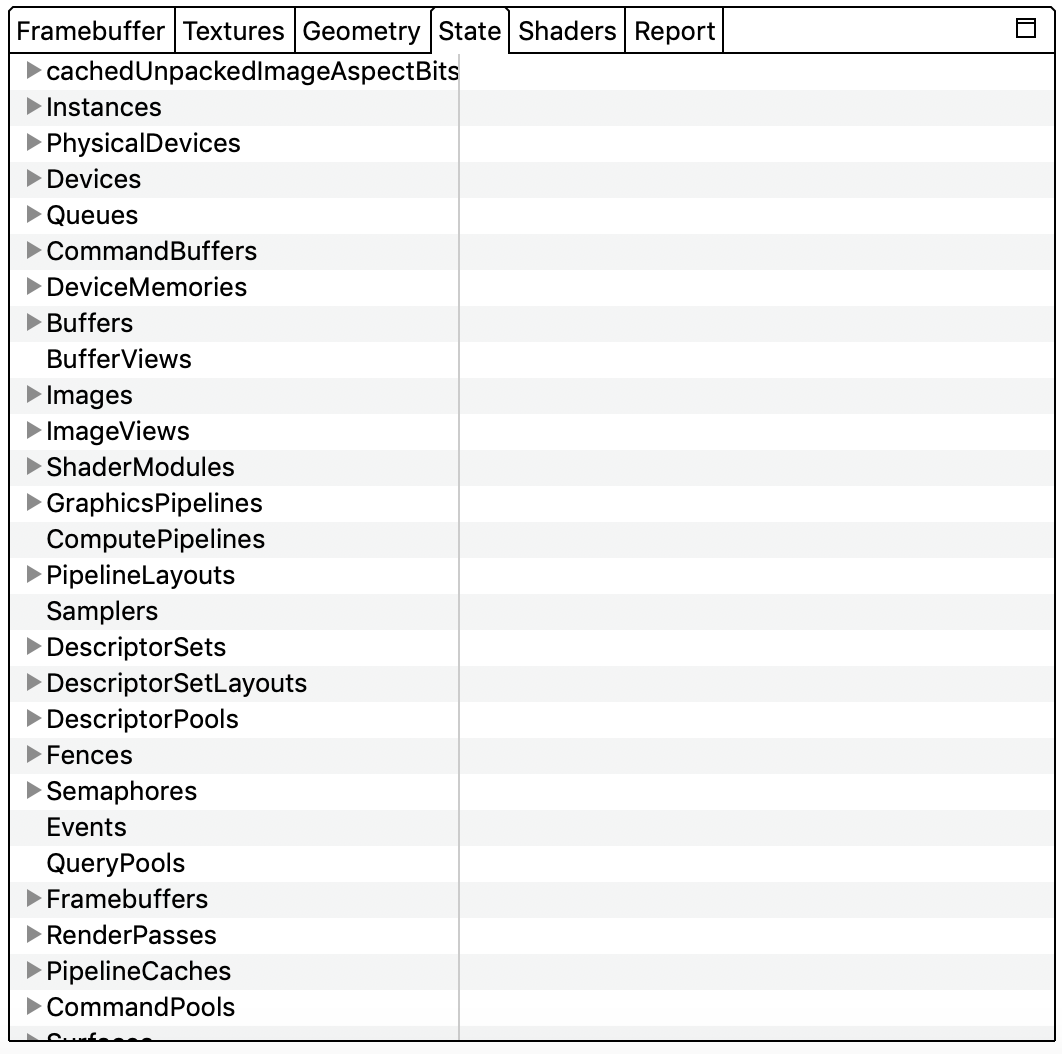 Framebuffer Textures Geometry State Shaders Report
cachedUnpackedImageAspectBits
Instances
PhysicalDevices
Devices
Queues
CommandBuffers
DeviceMemories
Buffers
BufferViews
Images
ImageViews
ShaderModules
GraphicsPipelines
ComputePipelines
PipelineLayouts
Samplers
DescriptorSets
DescriptorSetLayouts
DescriptorPools
Fences
Semaphores
Events
QueryPools
Framebuffers
RenderPasses
PipelineCaches
CommandPools
Surfaces